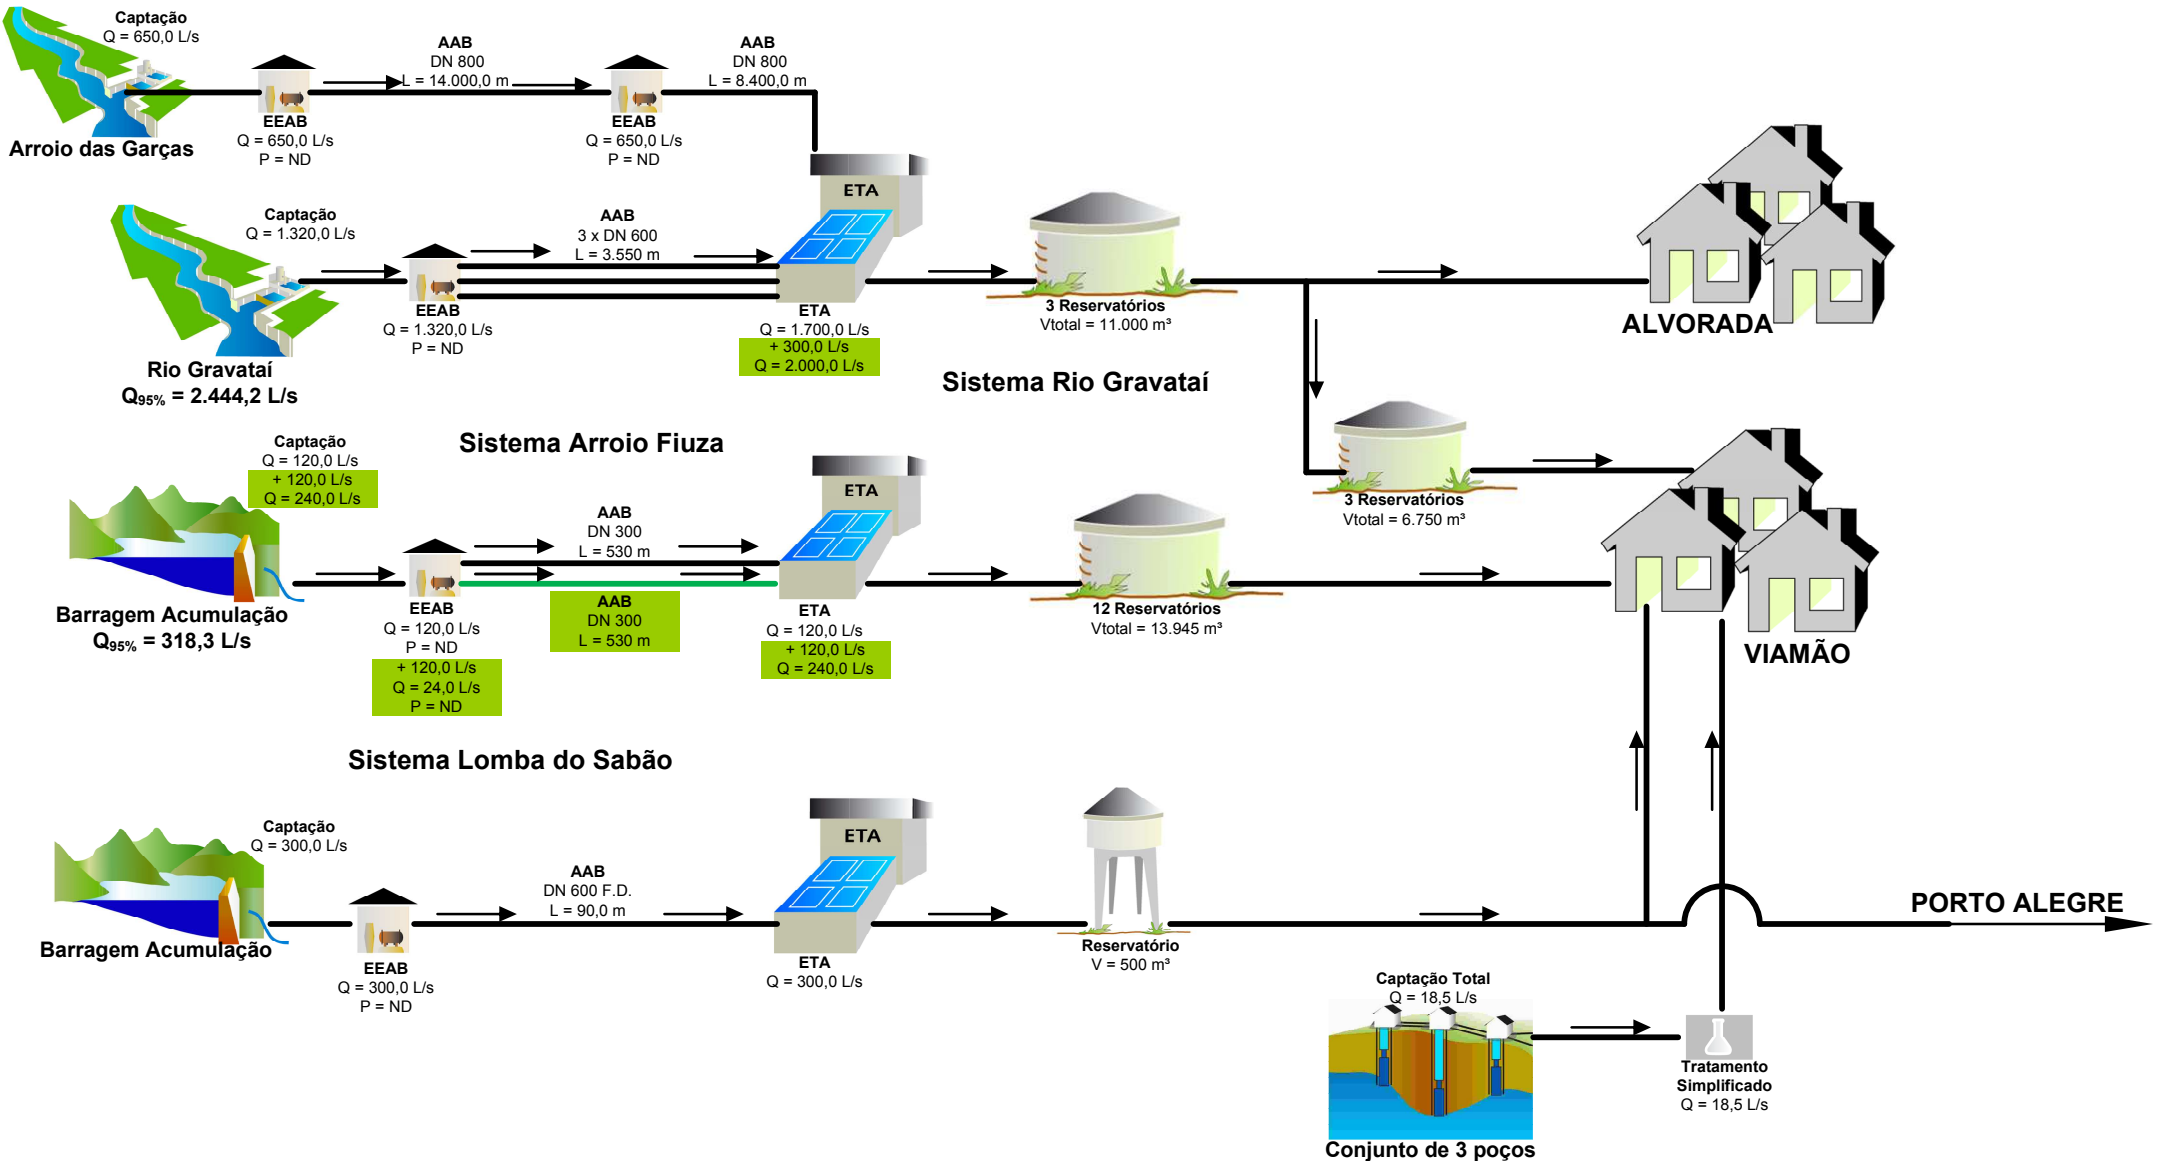 Captação
Q = 650,0 L/s
Arroio das Garças
EEAB
Q = 650,0 L/s
P = ND
AAB
DN 800
L = 14.000,0 m
EEAB
Q = 650,0 L/s
P = ND
AAB
DN 800
L = 8.400,0 m
ETA
Captação
Q = 1.320,0 L/s
Rio Gravataí
Q95% = 2.444,2 L/s
EEAB
Q = 1.320,0 L/s
P = ND
AAB
3 x DN 600
L = 3.550 m
ETA
Q = 1.700,0 L/s
+ 300,0 L/s
Q = 2.000,0 L/s
3 Reservatórios
Vtotal = 11.000 m³
ALVORADA
Sistema Rio Gravataí
3 Reservatórios
Vtotal = 6.750 m³
Sistema Arroio Fiuza
Captação
Q = 120,0 L/s
+ 120,0 L/s
Q = 240,0 L/s
Barragem Acumulação
Q95% = 318,3 L/s
EEAB
Q = 120,0 L/s
P = ND
+ 120,0 L/s
Q = 24,0 L/s
P = ND
AAB
DN 300
L = 530 m
AAB
DN 300
L = 530 m
ETA
ETA
Q = 120,0 L/s
+ 120,0 L/s
Q = 240,0 L/s
12 Reservatórios
Vtotal = 13.945 m³
VIAMÃO
Sistema Lomba do Sabão
Captação
Q = 300,0 L/s
Barragem Acumulação
EEAB
Q = 300,0 L/s
P = ND
AAB
DN 600 F.D.
L = 90,0 m
ETA
ETA
Q = 300,0 L/s
Reservatório
V = 500 m³
PORTO ALEGRE
Captação Total
Q = 18,5 L/s
Conjunto de 3 poços
Tratamento
Simplificado
Q = 18,5 L/s